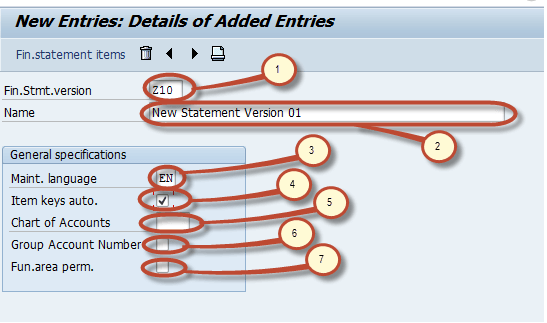 New Entries: Details of Added Entries
Fin.statement items
1
Fin.Stmt.version Z10
Name New Statement Version 01
2
General specifications
3
Maint. language EN
4
Item keys auto.
5
Chart of Accounts
6
Group Account Number
7
Fun.area perm.